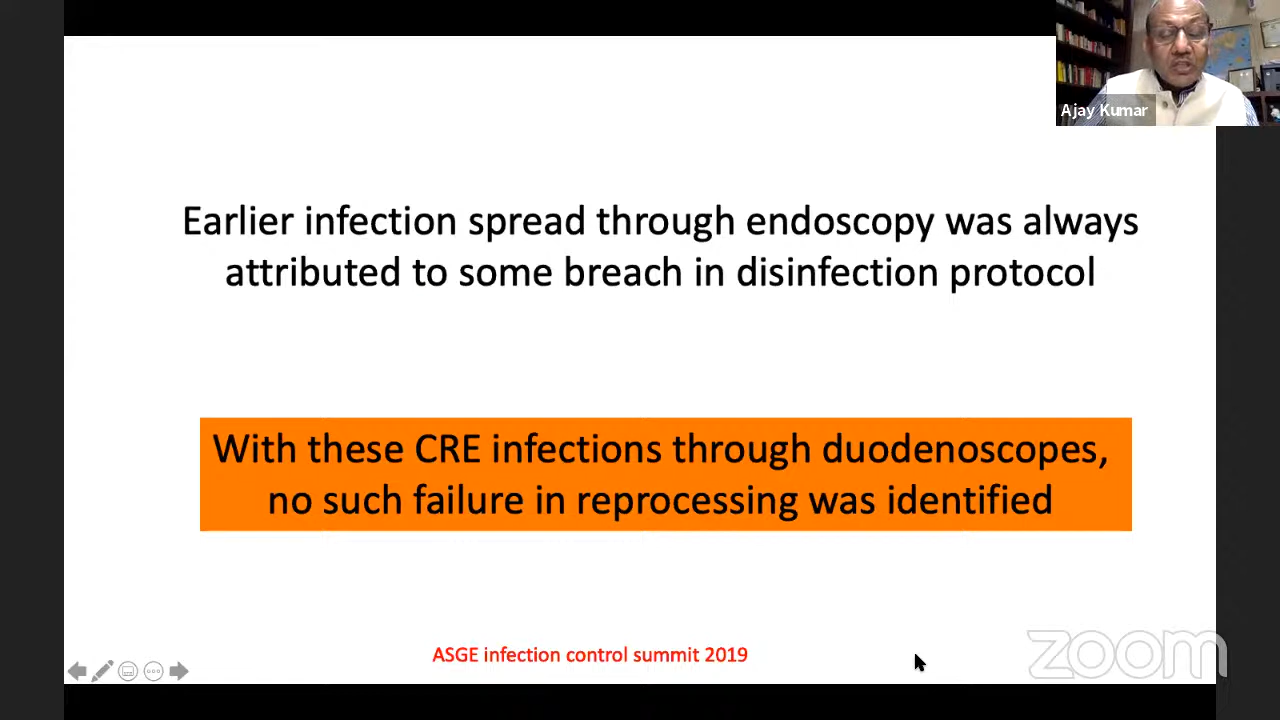 Ajay Kumar
Earlier infection spread through endoscopy was always
attributed to some breach in disinfection protocol
With these CRE infections through duodenoscopes,
no such failure in reprocessing was identified
ASGE infection control summit 2019
zoom